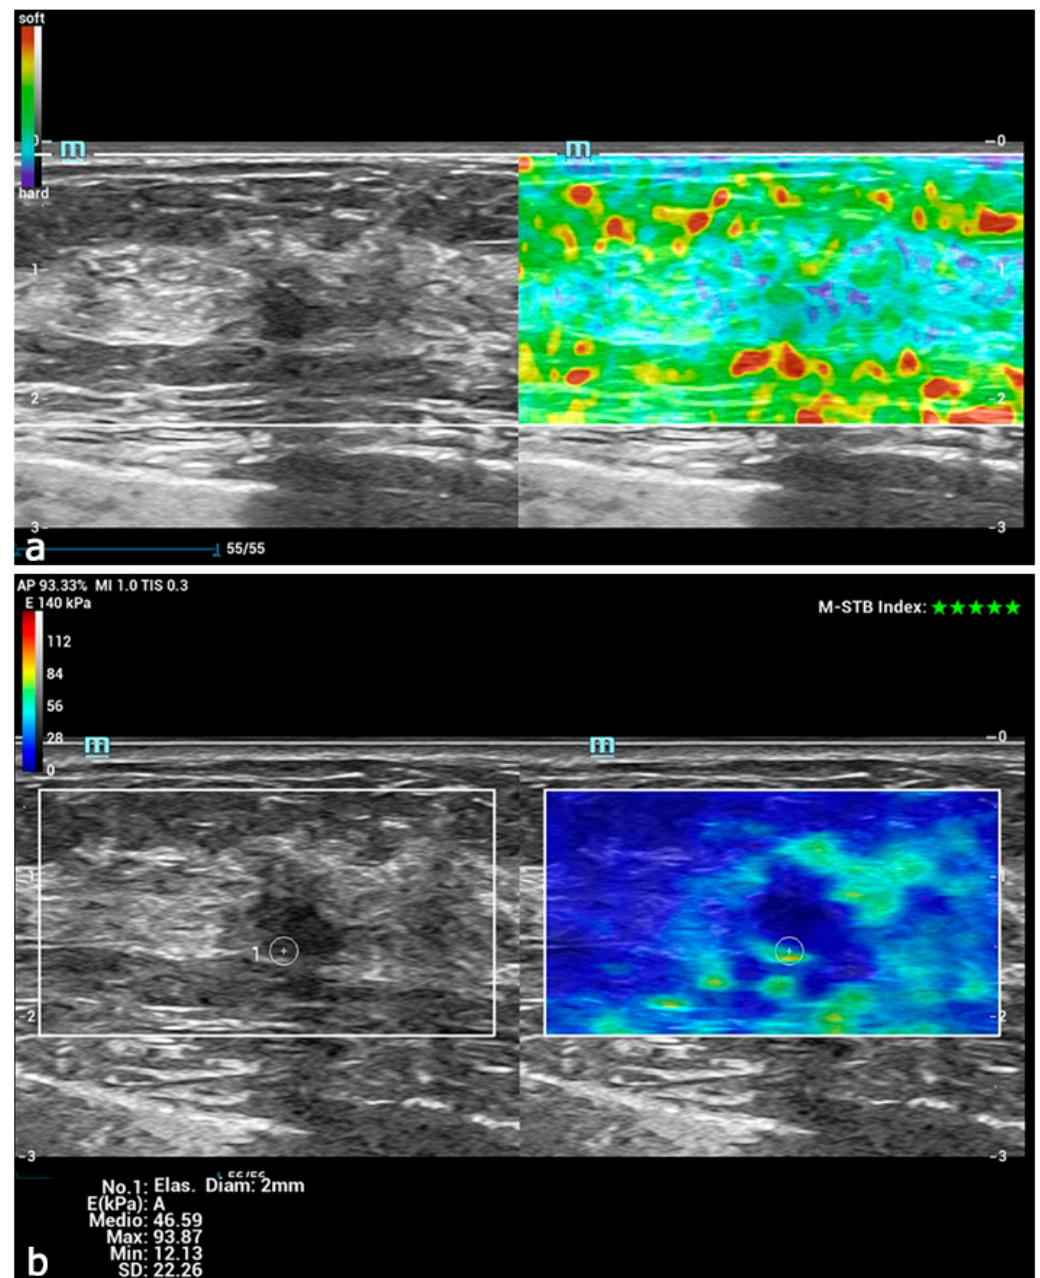 soft
0
m
m
0
hard
1
1
2
2
3
3
a
55/55
AP 93.33% MI 1.0 TIS 0.3
E 140 kPa
M-STB Index: ★★★★★
112
84
56
28
0
m
m
0
1
1
2
2
3
3
56/56
No.1: Elas. Diam: 2mm
E(kPa): A
Medio: 46.59
Max: 93.87
Min: 12.13
SD: 22.26
b